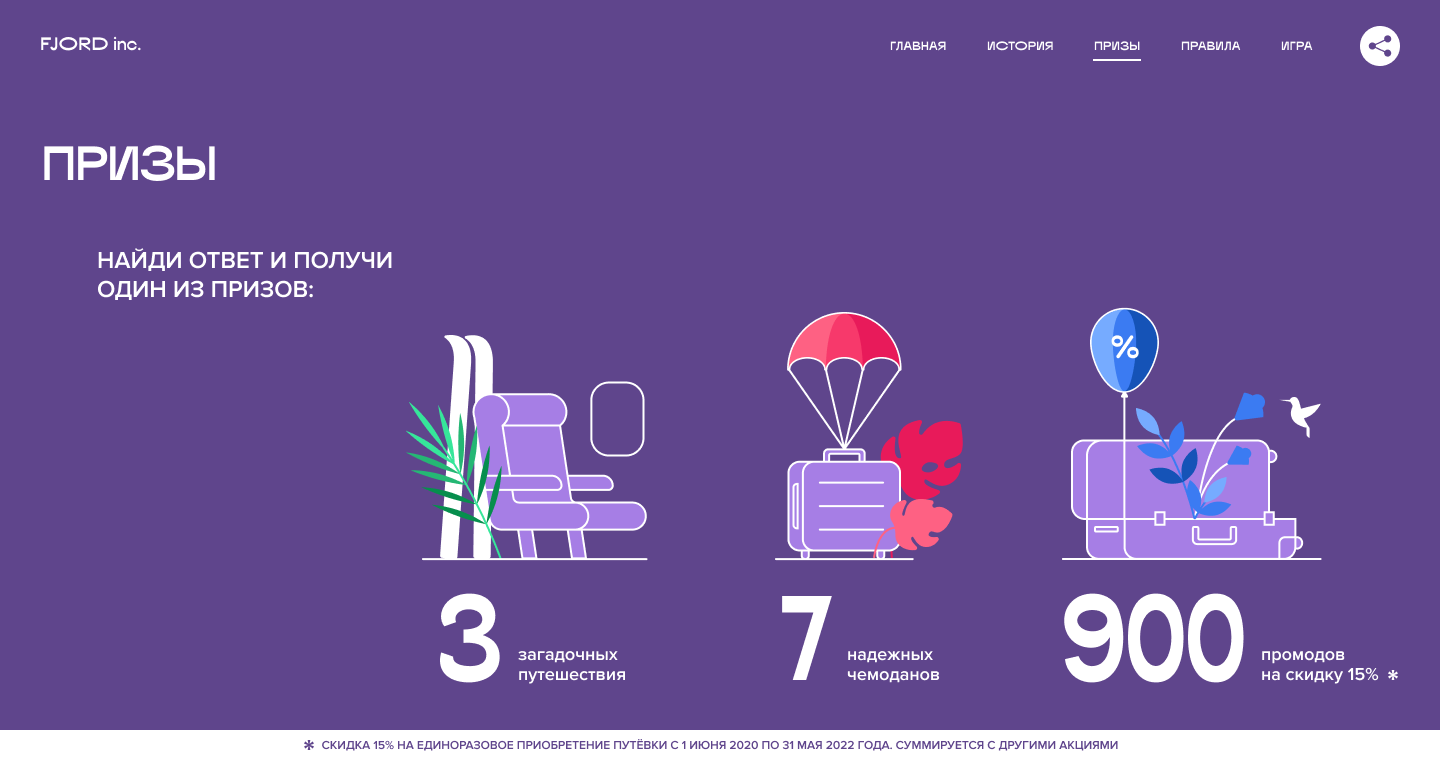 FJORD inc.
ГЛАВНАЯ ИСТОРИЯ ПРИЗЫ ПРАВИЛА ИГРА
ПРИЗЫ
НАЙДИ ОТВЕТ И ПОЛУЧИ
ОДИН ИЗ ПРИЗОВ:
%
3 загадочных
путешествия
7 надежных
чемоданов
900 промодов
на скидку 15% *
* СКИДКА 15% НА ЕДИНОРАЗОВОЕ ПРИОБРЕТЕНИЕ ПУТЁВКИ С 1 ИЮНЯ 2020 ПО 31 МАЯ 2022 ГОДА. СУММИРУЕТСЯ С ДРУГИМИ АКЦИЯМИ